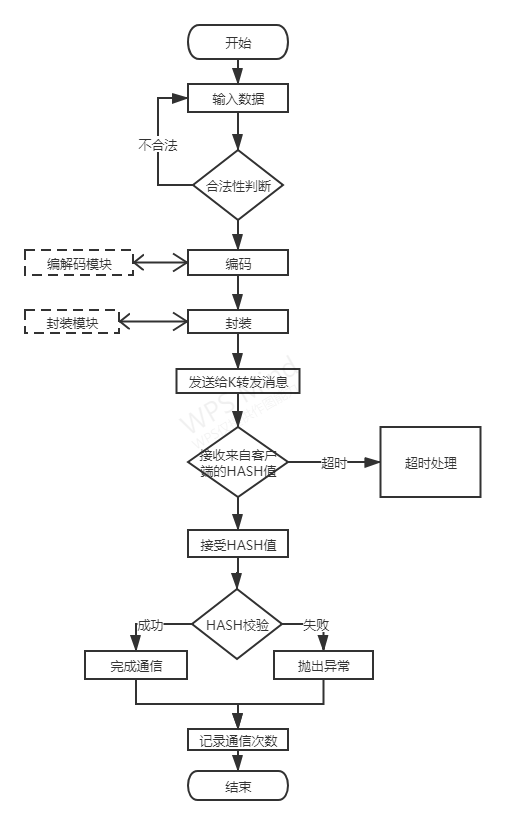 开始
输入数据
不合法
合法性判断
编解码模块
编码
封装模块
封装
发送给K转发消息
接收来自客户
端的HASH值
超时
超时处理
接受HASH值
HASH校验
成功
失败
完成通信
抛出异常
记录通信次数
结束